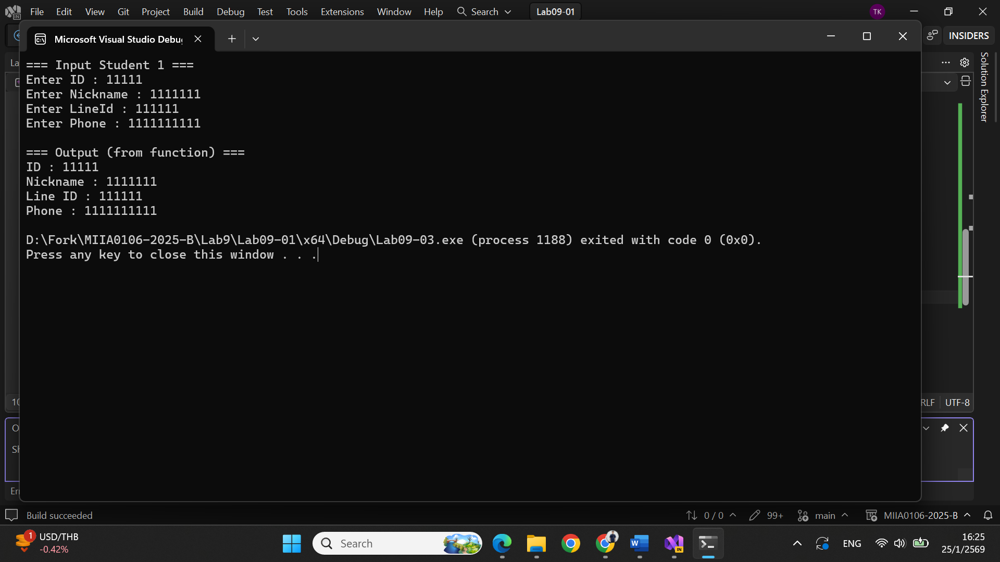 File Edit View Git Project Build Debug Test Tools Extensions Window Help Search Lab09-01 TK
IN
Microsoft Visual Studio Debu
INSIDERS
La
=== Input Student 1 ===
Enter ID : 11111
Enter Nickname : 1111111
Enter LineId : 111111
Enter Phone : 1111111111
=== Output (from function) ===
ID : 11111
Nickname : 1111111
Line ID : 111111
Phone : 1111111111
D:\Fork\MIIA0106-2025-B\Lab9\Lab09-01\x64\Debug\Lab09-03.exe (process 1188) exited with code 0 (0x0).
Press any key to close this window . . .
Solution Explorer
10
RLF UTF-8
O
Sh
Err
Build succeeded
0 / 0 99+ main MIIA0106-2025-B
1 USD/THB
-0.42%
Search
ENG
16:25
25/1/2569